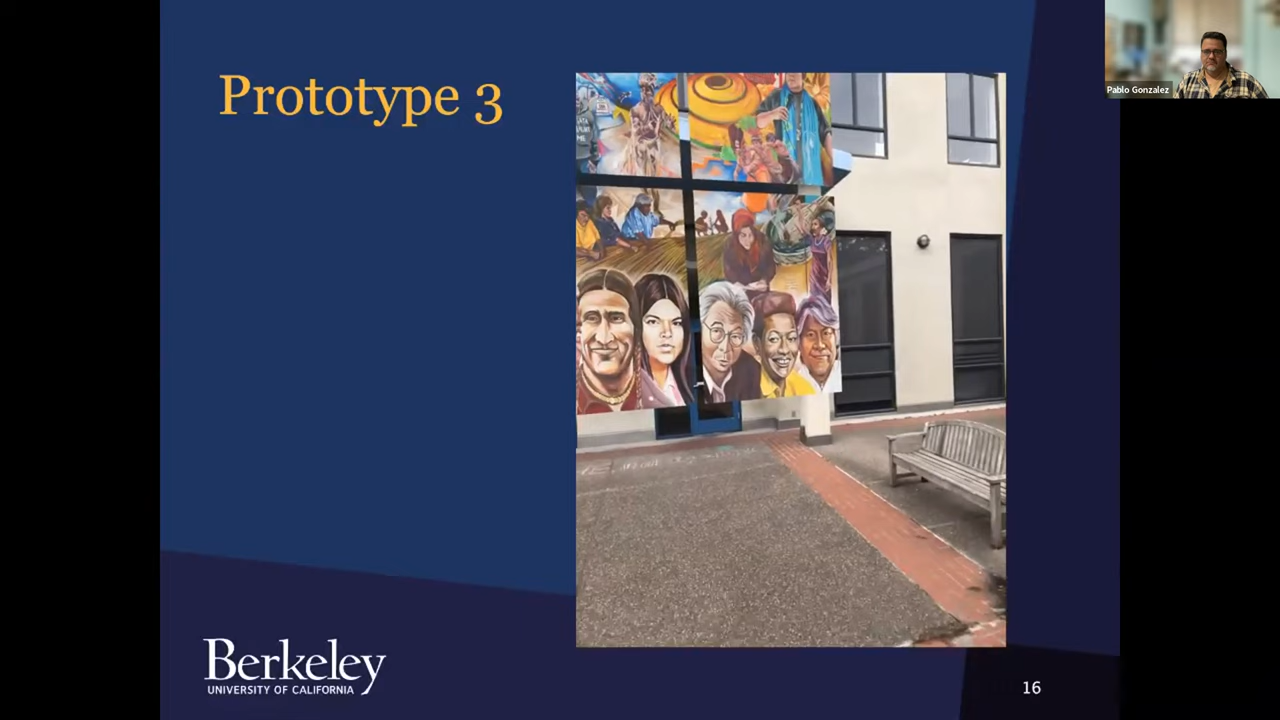 Prototype 3
Pablo Gonzalez
Berkeley
UNIVERSITY OF CALIFORNIA
16